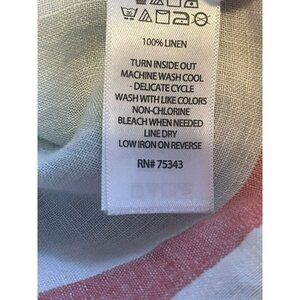 100% LINEN
TURN INSIDE OUT
MACHINE WASH COOL
- DELICATE CYCLE
WASH WITH LIKE COLORS
NON-CHLORINE
BLEACH WHEN NEEDED
LINE DRY
LOW IRON ON REVERSE
RN# 75343